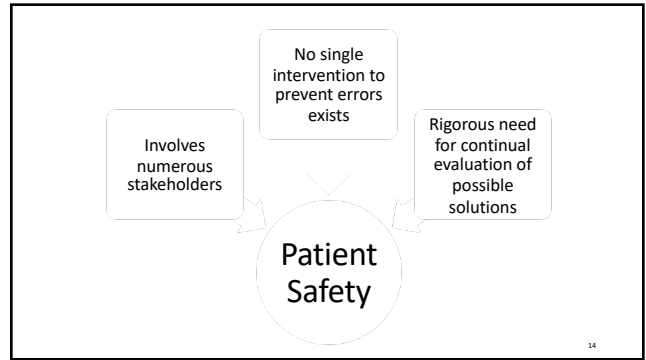 No single
intervention to
prevent errors
exists
Involves
numerous
stakeholders
Rigorous need
for continual
evaluation of
possible
solutions
Patient
Safety
14